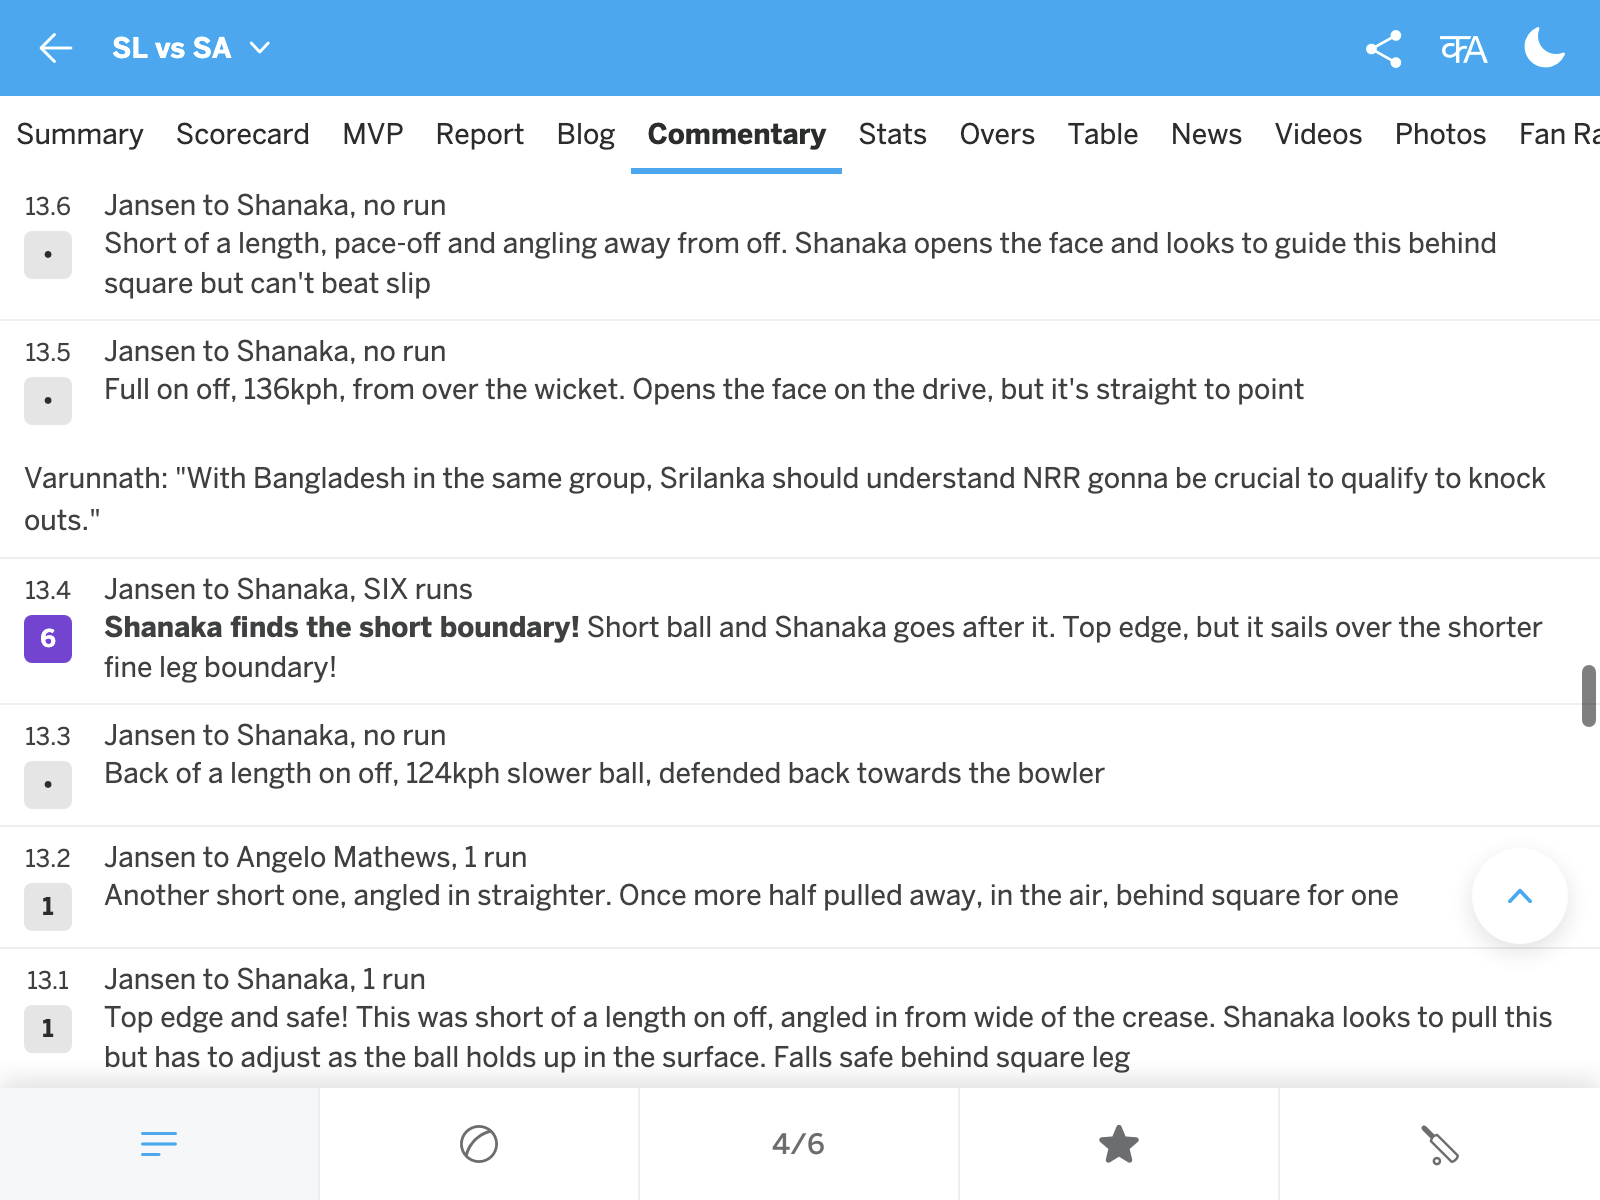 SL vs SA
कA
Summary Scorecard MVP Report Blog Commentary Stats Overs Table News Videos Photos Fan Ra
13.6 Jansen to Shanaka, no run
• Short of a length, pace-off and angling away from off. Shanaka opens the face and looks to guide this behind
square but can't beat slip
13.5 Jansen to Shanaka, no run
• Full on off, 136kph, from over the wicket. Opens the face on the drive, but it's straight to point
Varunnath: "With Bangladesh in the same group, Srilanka should understand NRR gonna be crucial to qualify to knock
outs."
13.4 Jansen to Shanaka, SIX runs
6 Shanaka finds the short boundary! Short ball and Shanaka goes after it. Top edge, but it sails over the shorter
fine leg boundary!
13.3 Jansen to Shanaka, no run
• Back of a length on off, 124kph slower ball, defended back towards the bowler
13.2 Jansen to Angelo Mathews, 1 run
1 Another short one, angled in straighter. Once more half pulled away, in the air, behind square for one
13.1 Jansen to Shanaka, 1 run
1 Top edge and safe! This was short of a length on off, angled in from wide of the crease. Shanaka looks to pull this
but has to adjust as the ball holds up in the surface. Falls safe behind square leg
4/6